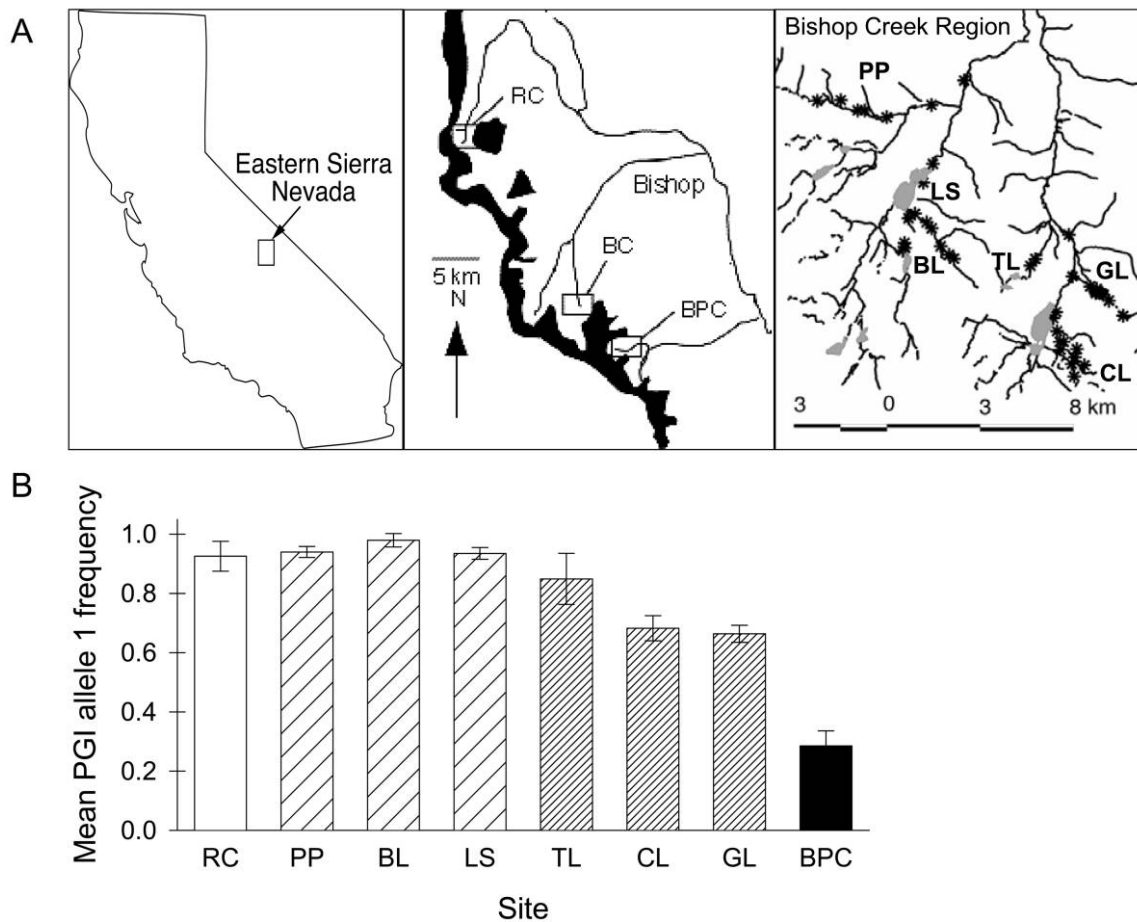 A
Eastern Sierra
Nevada
RC
Bishop
5 km
N
BC
BPC
Bishop Creek Region
PP
LS
BL
TL
GL
CL
3 0 3 8 km
B
Mean PGI allele 1 frequency
1.0
0.8
0.6
0.4
0.2
0.0
RC PP BL LS TL CL GL BPC
Site